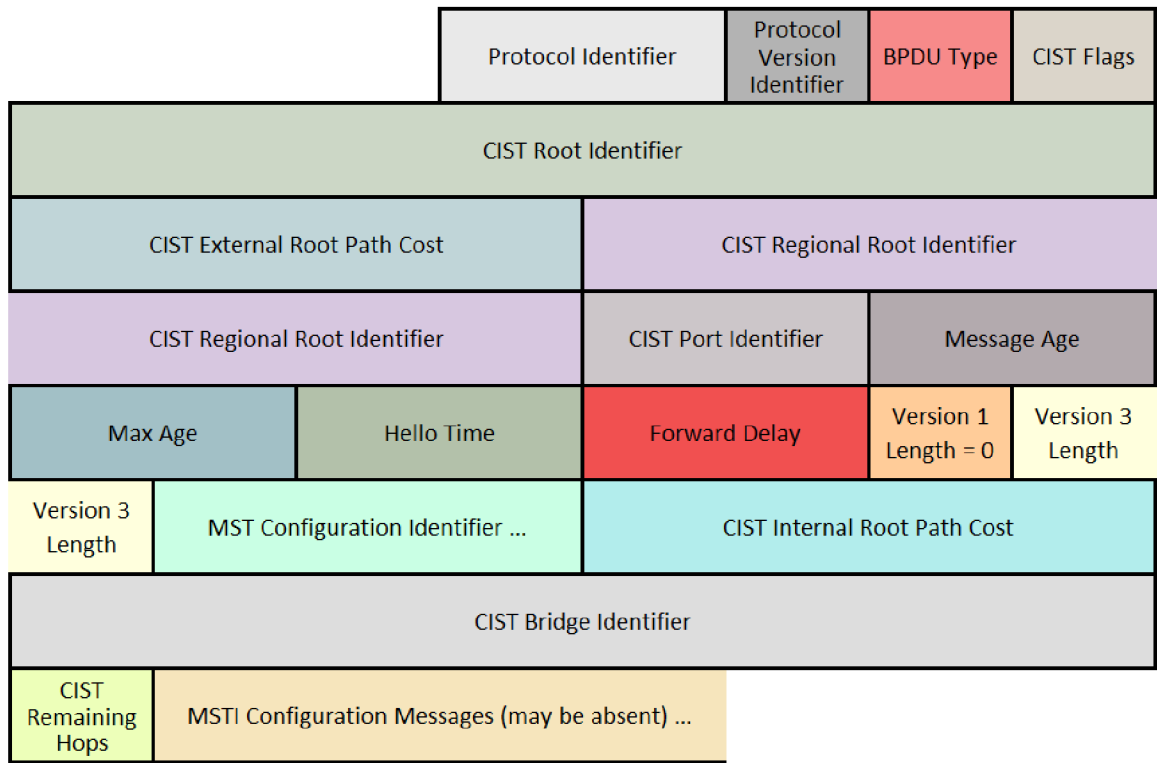 Protocol Identifier
Protocol
Version
Identifier
BPDU Type
CIST Flags
CIST Root Identifier
CIST External Root Path Cost
CIST Regional Root Identifier
CIST Regional Root Identifier
CIST Port Identifier
Message Age
Max Age
Hello Time
Forward Delay
Version 1
Length = 0
Version 3
Length
Version 3
Length
MST Configuration Identifier ...
CIST Internal Root Path Cost
CIST Bridge Identifier
CIST
Remaining
Hops
MSTI Configuration Messages (may be absent) ...